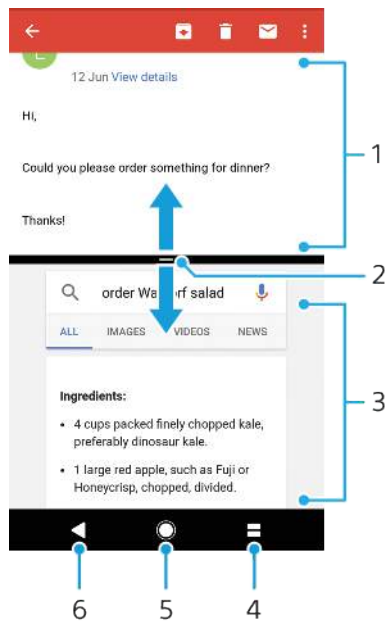 12 Jun View details
Hi,
Could you please order something for dinner?
Thanks!
1
2
order Wa rf salad
ALL IMAGES VIDEOS NEWS
3
Ingredients:
• 4 cups packed finely chopped kale,
preferably dinosaur kale.
• 1 large red apple, such as Fuji or
Honeycrisp, chopped, divided.
6 5 4